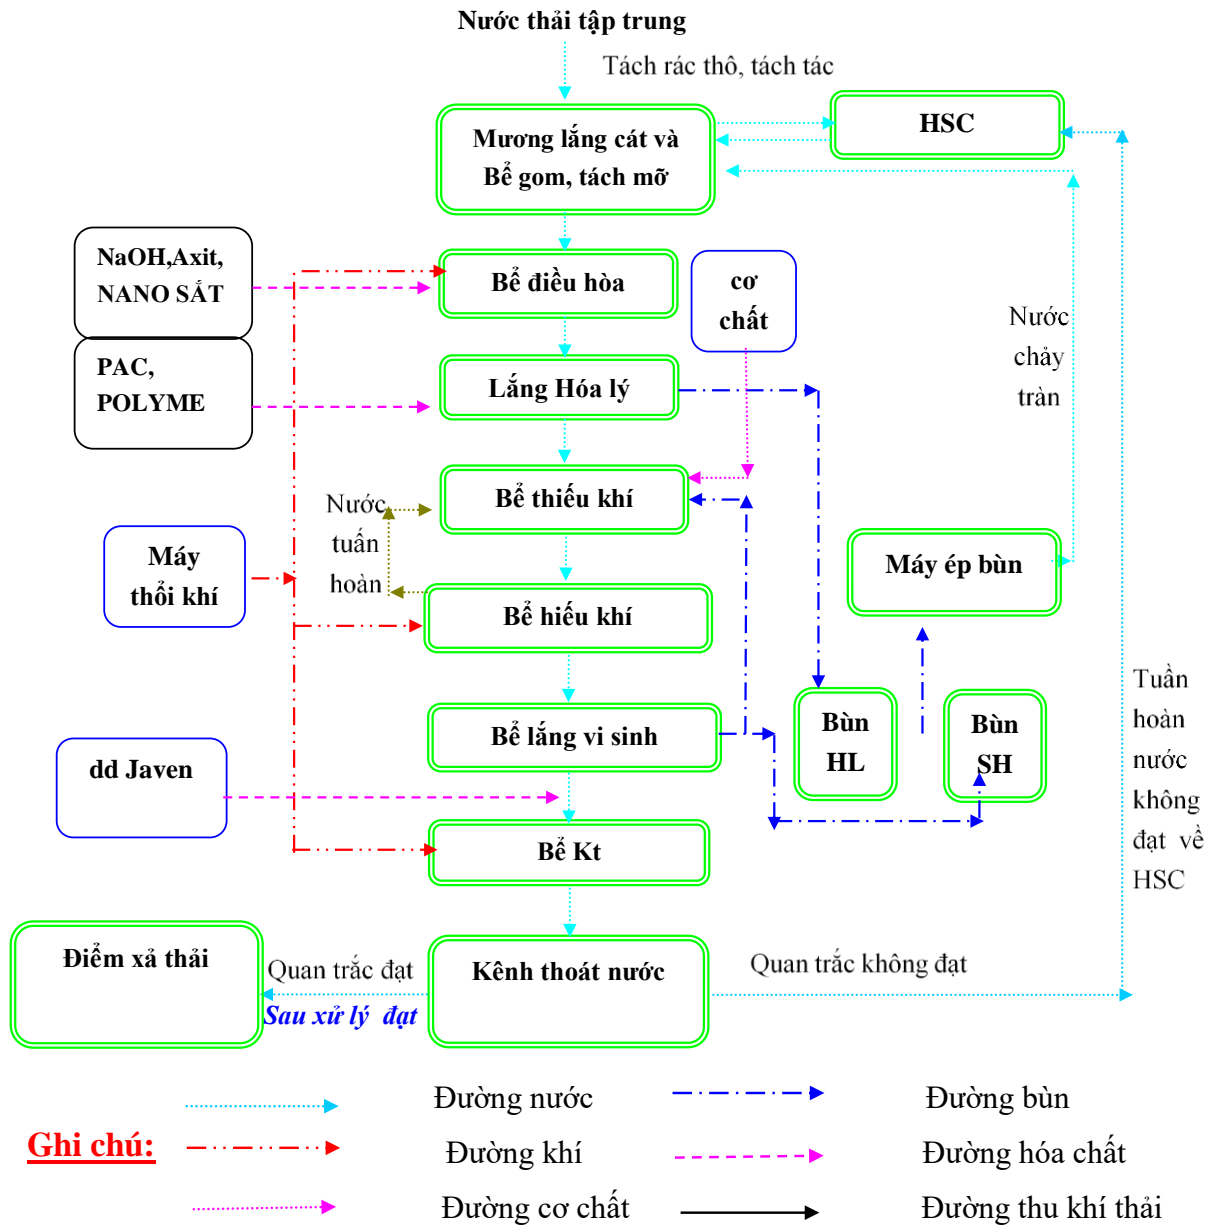 Nước thải tập trung
Tách rác thô, tách tác
HSC
Mương lắng cát và
Bể gom, tách mỡ
NaOH,Axit,
NANO SẮT
Bể điều hòa
cơ
chất
Nước
chảy
tràn
PAC,
POLYME
Lắng Hóa lý
Bể thiếu khí
Nước
tuấn
hoàn
Máy
thổi khí
Máy ép bùn
Bể hiếu khí
Tuần
hoàn
nước
không
đạt về
HSC
Bể lắng vi sinh
Bùn
HL
Bùn
SH
dd Javen
Bể Kt
Điểm xả thải
Quan trắc đạt
Sau xử lý đạt
Kênh thoát nước
Quan trắc không đạt
Ghi chú:
Đường nước
Đường bùn
Đường khí
Đường hóa chất
Đường cơ chất
Đường thu khí thải